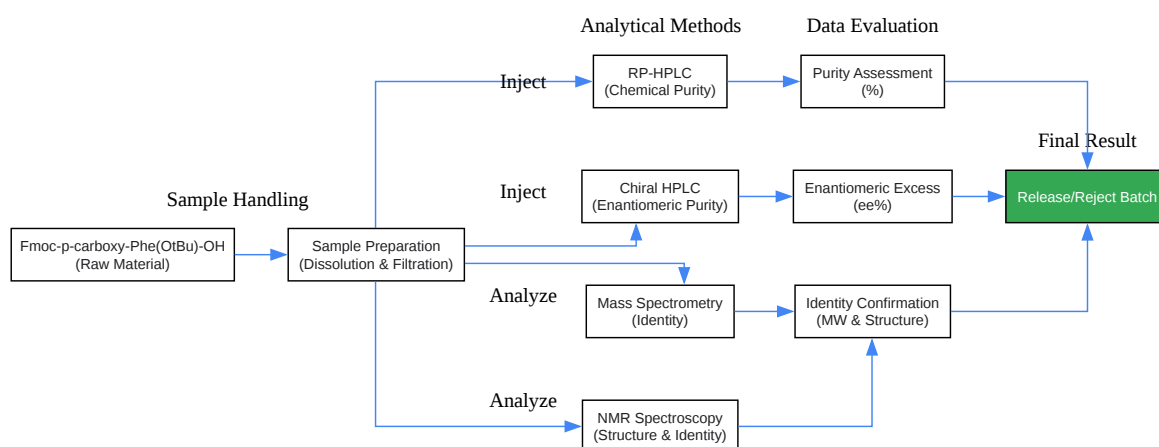 Analytical Methods
Data Evaluation
Inject
RP-HPLC
(Chemical Purity)
Purity Assessment
(%)
Final Result
Sample Handling
Inject
Chiral HPLC
(Enantiomeric Purity)
Enantiomeric Excess
(ee%)
Release/Reject Batch
Fmoc-p-carboxy-Phe(OtBu)-OH
(Raw Material)
Sample Preparation
(Dissolution & Filtration)
Analyze
Mass Spectrometry
(Identity)
Identity Confirmation
(MW & Structure)
Analyze
NMR Spectroscopy
(Structure & Identity)